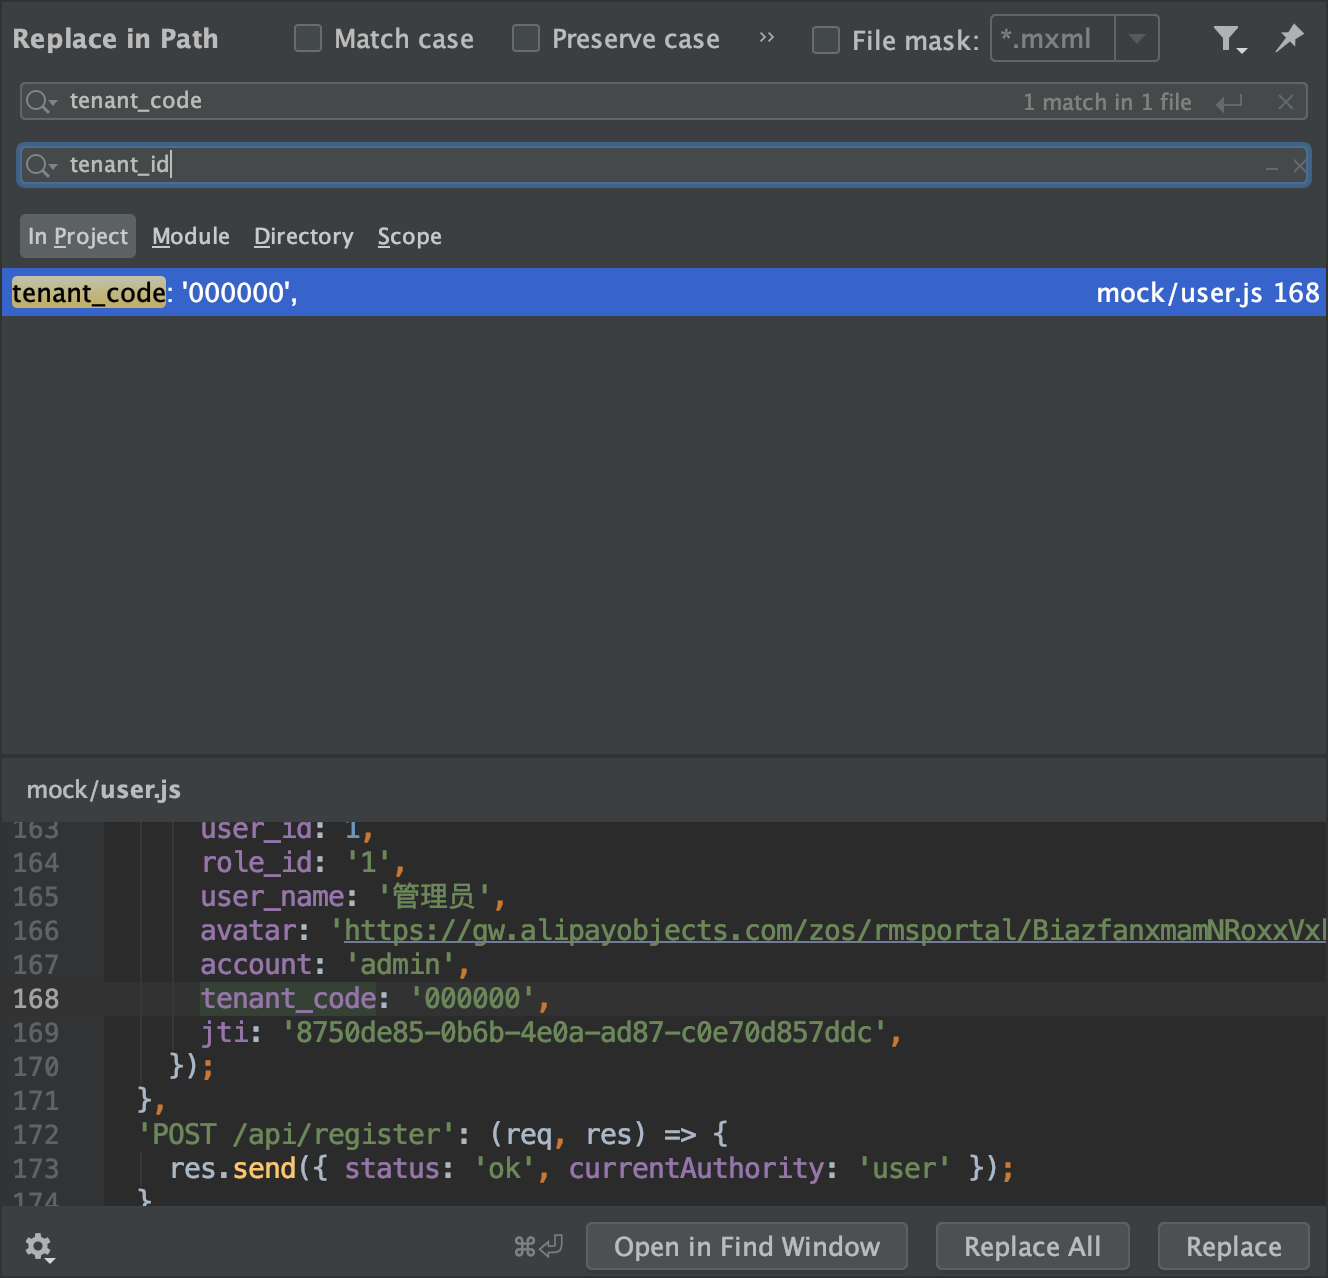 Replace in Path Match case Preserve case » File mask: *.mxml
tenant_code 1 match in 1 file
tenant_id
In Project Module Directory Scope
tenant_code: '000000', mock/user.js 168
mock/user.js
163 user_id: 1,
164 role_id: '1',
165 user_name: '管理员',
166 avatar: 'https://gw.alipayobjects.com/zos/rmsportal/BiazfanxmamNRoxxVxk
167 account: 'admin',
168 tenant_code: '000000',
169 jti: '8750de85-0b6b-4e0a-ad87-c0e70d857ddc',
170 });
171 },
172 'POST /api/register': (req, res) => {
173 res.send({ status: 'ok', currentAuthority: 'user' });
174 }
⌘⏎ Open in Find Window Replace All Replace